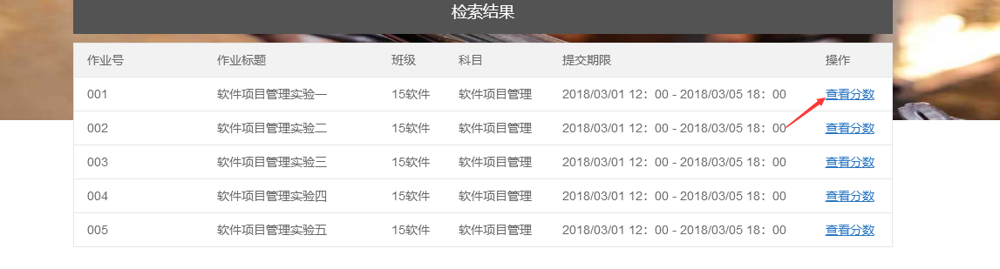 检索结果
作业号 作业标题 班级 科目 提交期限 操作
001 软件项目管理实验一 15软件 软件项目管理 2018/03/01 12：00 - 2018/03/05 18：00 查看分数
002 软件项目管理实验二 15软件 软件项目管理 2018/03/01 12：00 - 2018/03/05 18：00 查看分数
003 软件项目管理实验三 15软件 软件项目管理 2018/03/01 12：00 - 2018/03/05 18：00 查看分数
004 软件项目管理实验四 15软件 软件项目管理 2018/03/01 12：00 - 2018/03/05 18：00 查看分数
005 软件项目管理实验五 15软件 软件项目管理 2018/03/01 12：00 - 2018/03/05 18：00 查看分数